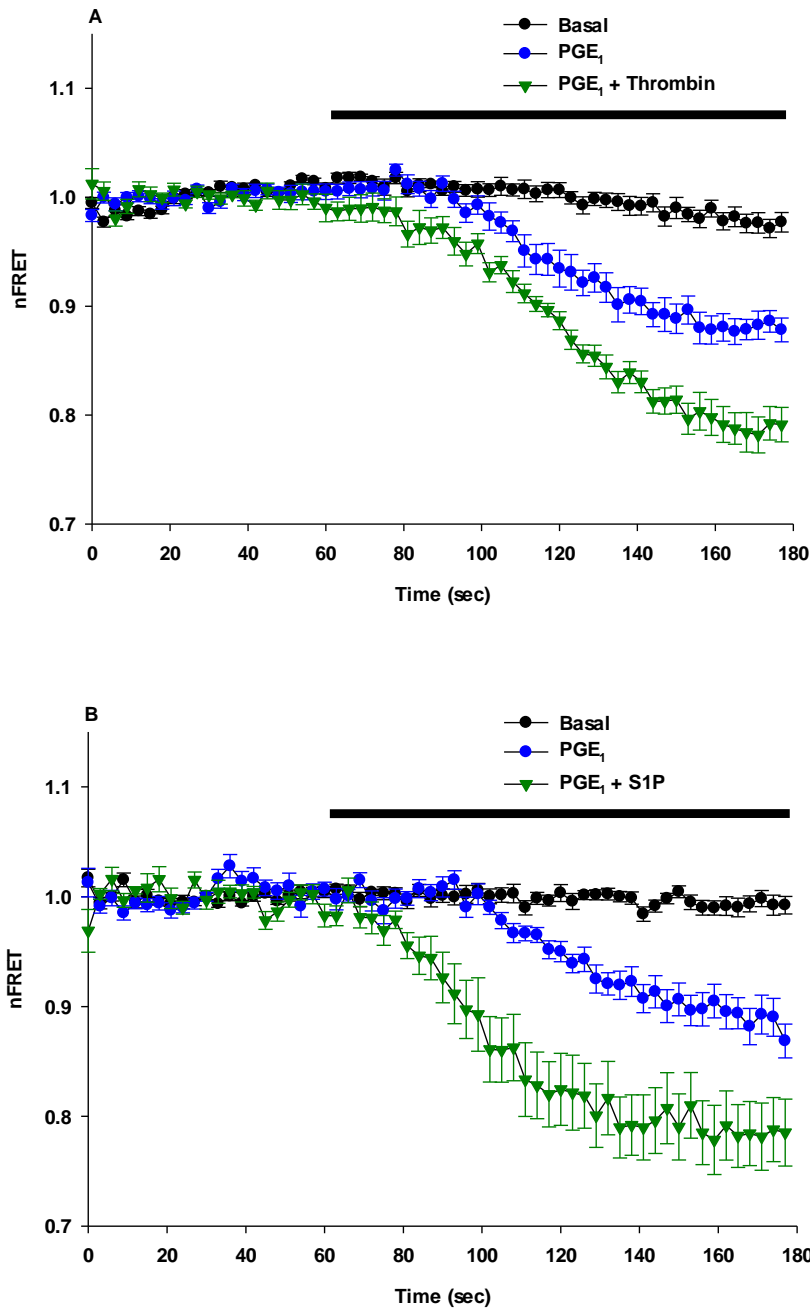 A
Basal
PGE₁
PGE₁ + Thrombin
1.1
1.0
0.9
0.8
0.7
nFRET
0 20 40 60 80 100 120 140 160 180
Time (sec)
B
Basal
PGE₁
PGE₁ + S1P
1.1
1.0
0.9
0.8
0.7
nFRET
0 20 40 60 80 100 120 140 160 180
Time (sec)